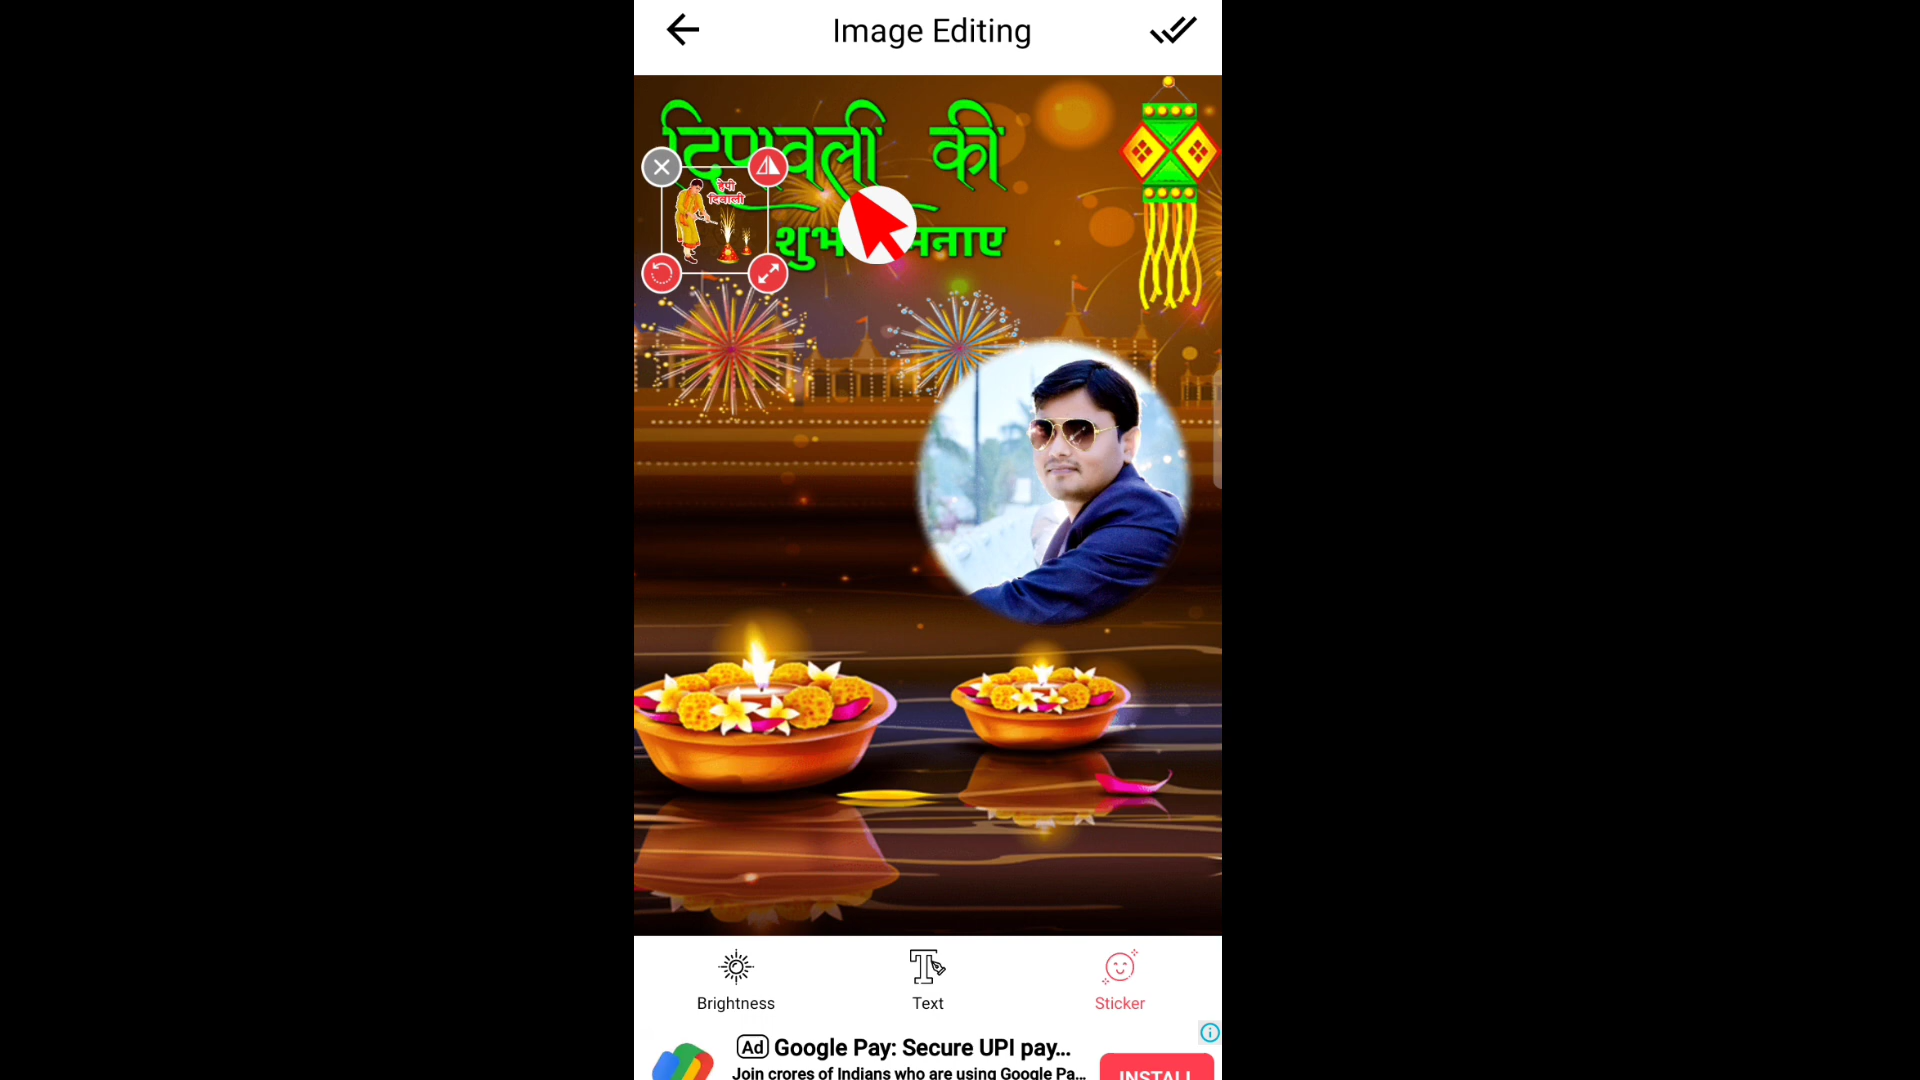 Image Editing
दिपावली की
हैपी
दिवाली
Brightness
Text
Sticker
Ad Google Pay: Secure UPI pay...
Join crores of Indians who are using Google Pa...
INSTALL